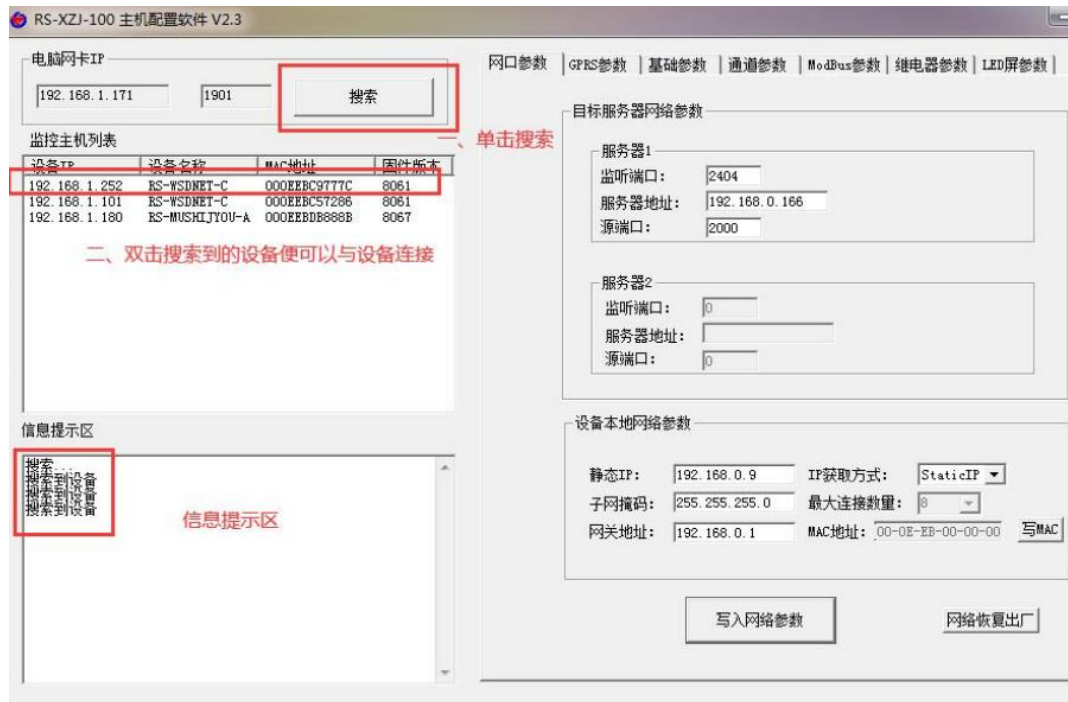 RS-XZJ-100 主机配置软件 V2.3
电脑网卡IP
192.168.1.171 1901 搜索
一、单击搜索
监控主机列表
设备IP 设备名称 MAC地址 固件版本
192.168.1.252 RS-WSDNET-C 000EEBC9777C 8061
192.168.1.101 RS-WSDNET-C 000EEBC57286 8061
192.168.1.180 RS-MUSHIJYOU-A 000EEBDB888B 8067
二、双击搜索到的设备便可以与设备连接
信息提示区
搜索...
搜索到设备
搜索到设备
搜索到设备
信息提示区
网口参数 GPRS参数 基础参数 通道参数 ModBus参数 继电器参数 LED屏参数
目标服务器网络参数
服务器1
监听端口: 2404
服务器地址: 192.168.0.166
源端口: 2000
服务器2
监听端口: 0
服务器地址:
源端口: 0
设备本地网络参数
静态IP: 192.168.0.9 IP获取方式: StaticIP
子网掩码: 255.255.255.0 最大连接数量: 8
网关地址: 192.168.0.1 MAC地址: 00-0E-EB-00-00-00 写MAC
写入网络参数 网络恢复出厂